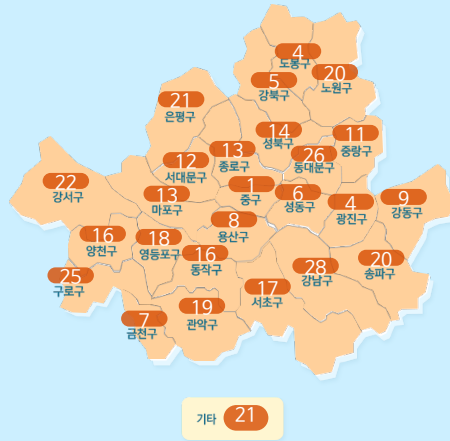 4
도봉구
20
노원구
5
강북구
21
은평구
14
성북구
11
중랑구
13
종로구
26
동대문구
12
서대문구
22
강서구
13
마포구
1
중구
6
성동구
4
광진구
9
강동구
8
용산구
16
양천구
18
영등포구
16
동작구
20
송파구
28
강남구
25
구로구
17
서초구
19
관악구
7
금천구
기타 21